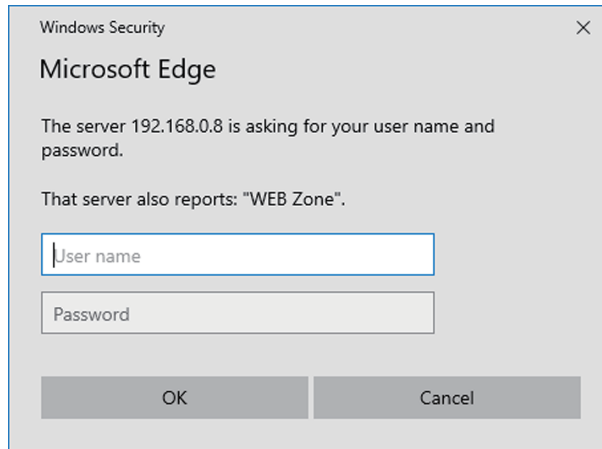 Windows Security
Microsoft Edge
The server 192.168.0.8 is asking for your user name and
password.
That server also reports: "WEB Zone".
User name
Password
OK
Cancel